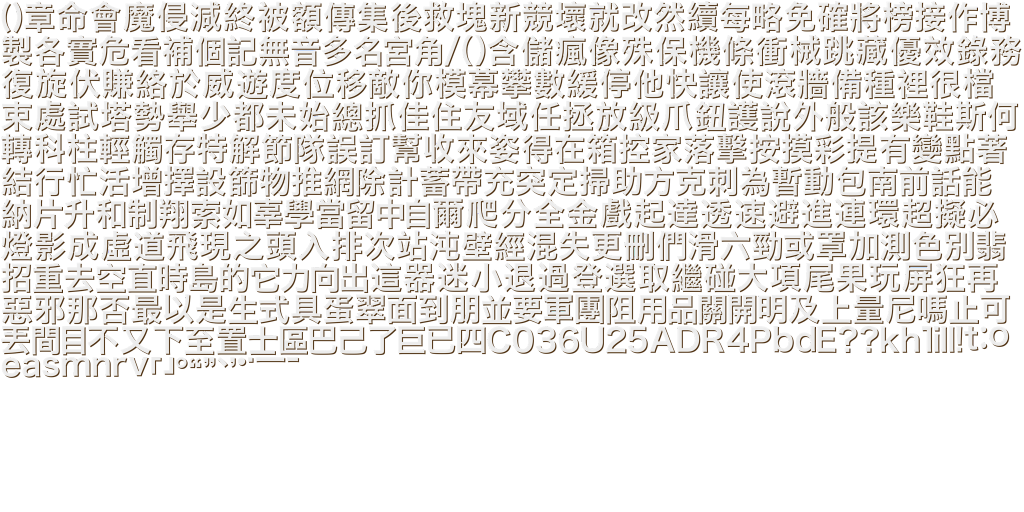 ()章命會魔侵減終被額傳集後救塊新競壞就改然續每略免確將榜接作博
製各實危看補個記無音多名宮角/()含儲瘋像殊保機條衝械跳藏優效錄務
復旋伏賺絡於威遊度位移敵你模幕攀數緩停他快讓使滾牆備種裡很檔
束處試塔勢舉少都未始總抓佳住友域任拯放級爪鈕護說外般該樂鞋斯何
轉科柱輕觸存特解節隊誤訂幫收來姿得在箱控家落擊按摸彩提有變點著
結行忙活增擇設篩物推網除計蓄帶充突定掃助方克刺為暫動包南前話能
納片升和制翔索如辜學當留中自爾爬分全金戲起達透速避進連環超擬必
燈影成虛道飛現之頭入排次站沌壁經混失更刪們滑六勁或罩加測色別翡
招重去空直時島的它力向出這器迷小退過登選取繼碰大項尾果玩屏狂再
惡邪那否最以是生式具蛋翠面到朋並要軍團阻用品關開明及上量尼嗎止可
丟間目不又下至置士區巴己了巨已四C036U25ADR4PbdE??kh1ill!t:o
easmnrvr